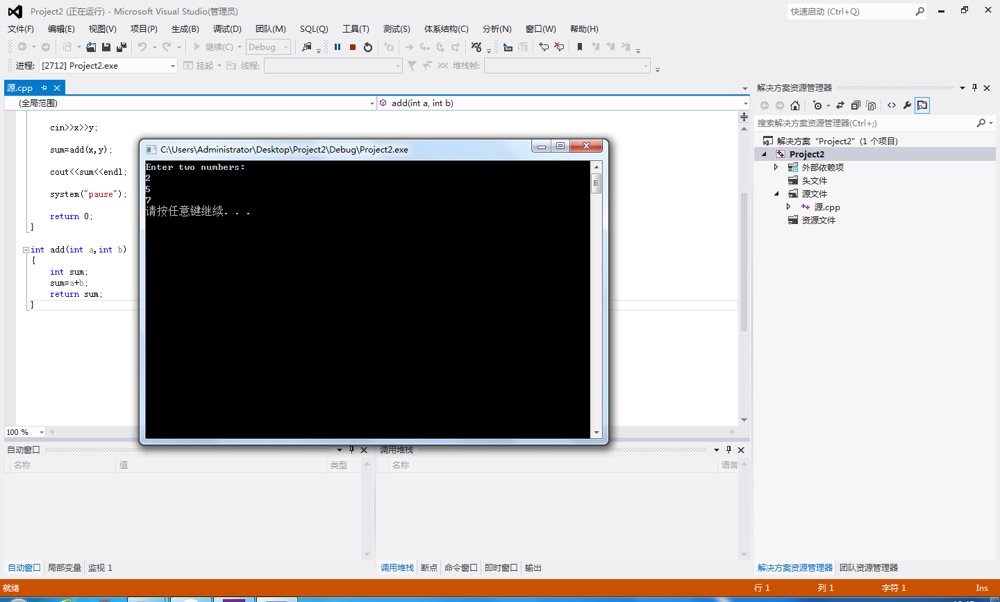 Project2 (正在运行) - Microsoft Visual Studio(管理员)
快速启动 (Ctrl+Q)
文件(F) 编辑(E) 视图(V) 项目(P) 生成(B) 调试(D) 团队(M) SQL(Q) 工具(T) 测试(S) 体系结构(C) 分析(N) 窗口(W) 帮助(H)
继续(C) Debug
进程: [2712] Project2.exe 挂起 线程: 堆栈帧:
源.cpp
(全局范围) add(int a, int b)
cin>>x>>y;
sum=add(x,y);
cout<<sum<<endl;
system("pause");
return 0;
}
int add(int a,int b)
{
int sum;
sum=a+b;
return sum;
}
C:\Users\Administrator\Desktop\Project2\Debug\Project2.exe
Enter two numbers:
2
5
7
请按任意键继续. . .
100 %
自动窗口
名称 值 类型
自动窗口 局部变量 监视 1
调用堆栈
名称 语言
调用堆栈 断点 命令窗口 即时窗口 输出
解决方案资源管理器
搜索解决方案资源管理器(Ctrl+;)
解决方案 "Project2" (1 个项目)
Project2
外部依赖项
头文件
源文件
源.cpp
资源文件
解决方案资源管理器 团队资源管理器
就绪 行 1 列 1 字符 1 Ins